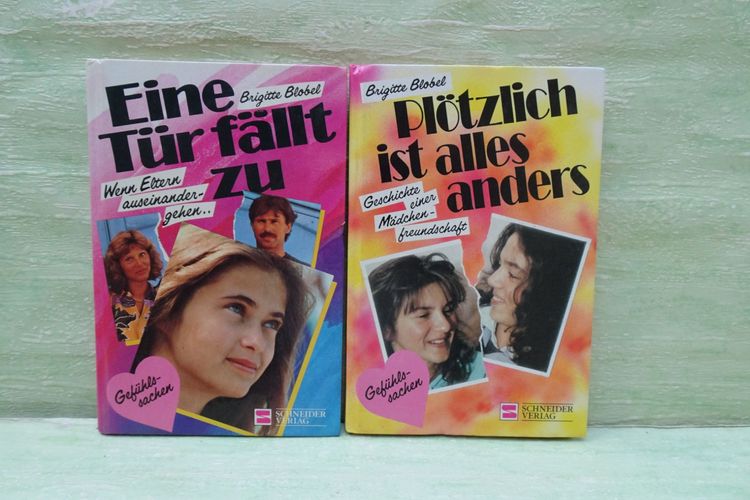 Eine
Brigitte Blobel
Tür fällt
zu
Wenn Eltern
auseinander-
gehen..
Gefühls-
sachen
SCHNEIDER
VERLAG
Brigitte Blobel
Plötzlich
ist alles
anders
Geschichte
einer
Mädchen-
freundschaft
Gefühls-
sachen
SCHNEIDER
VERLAG